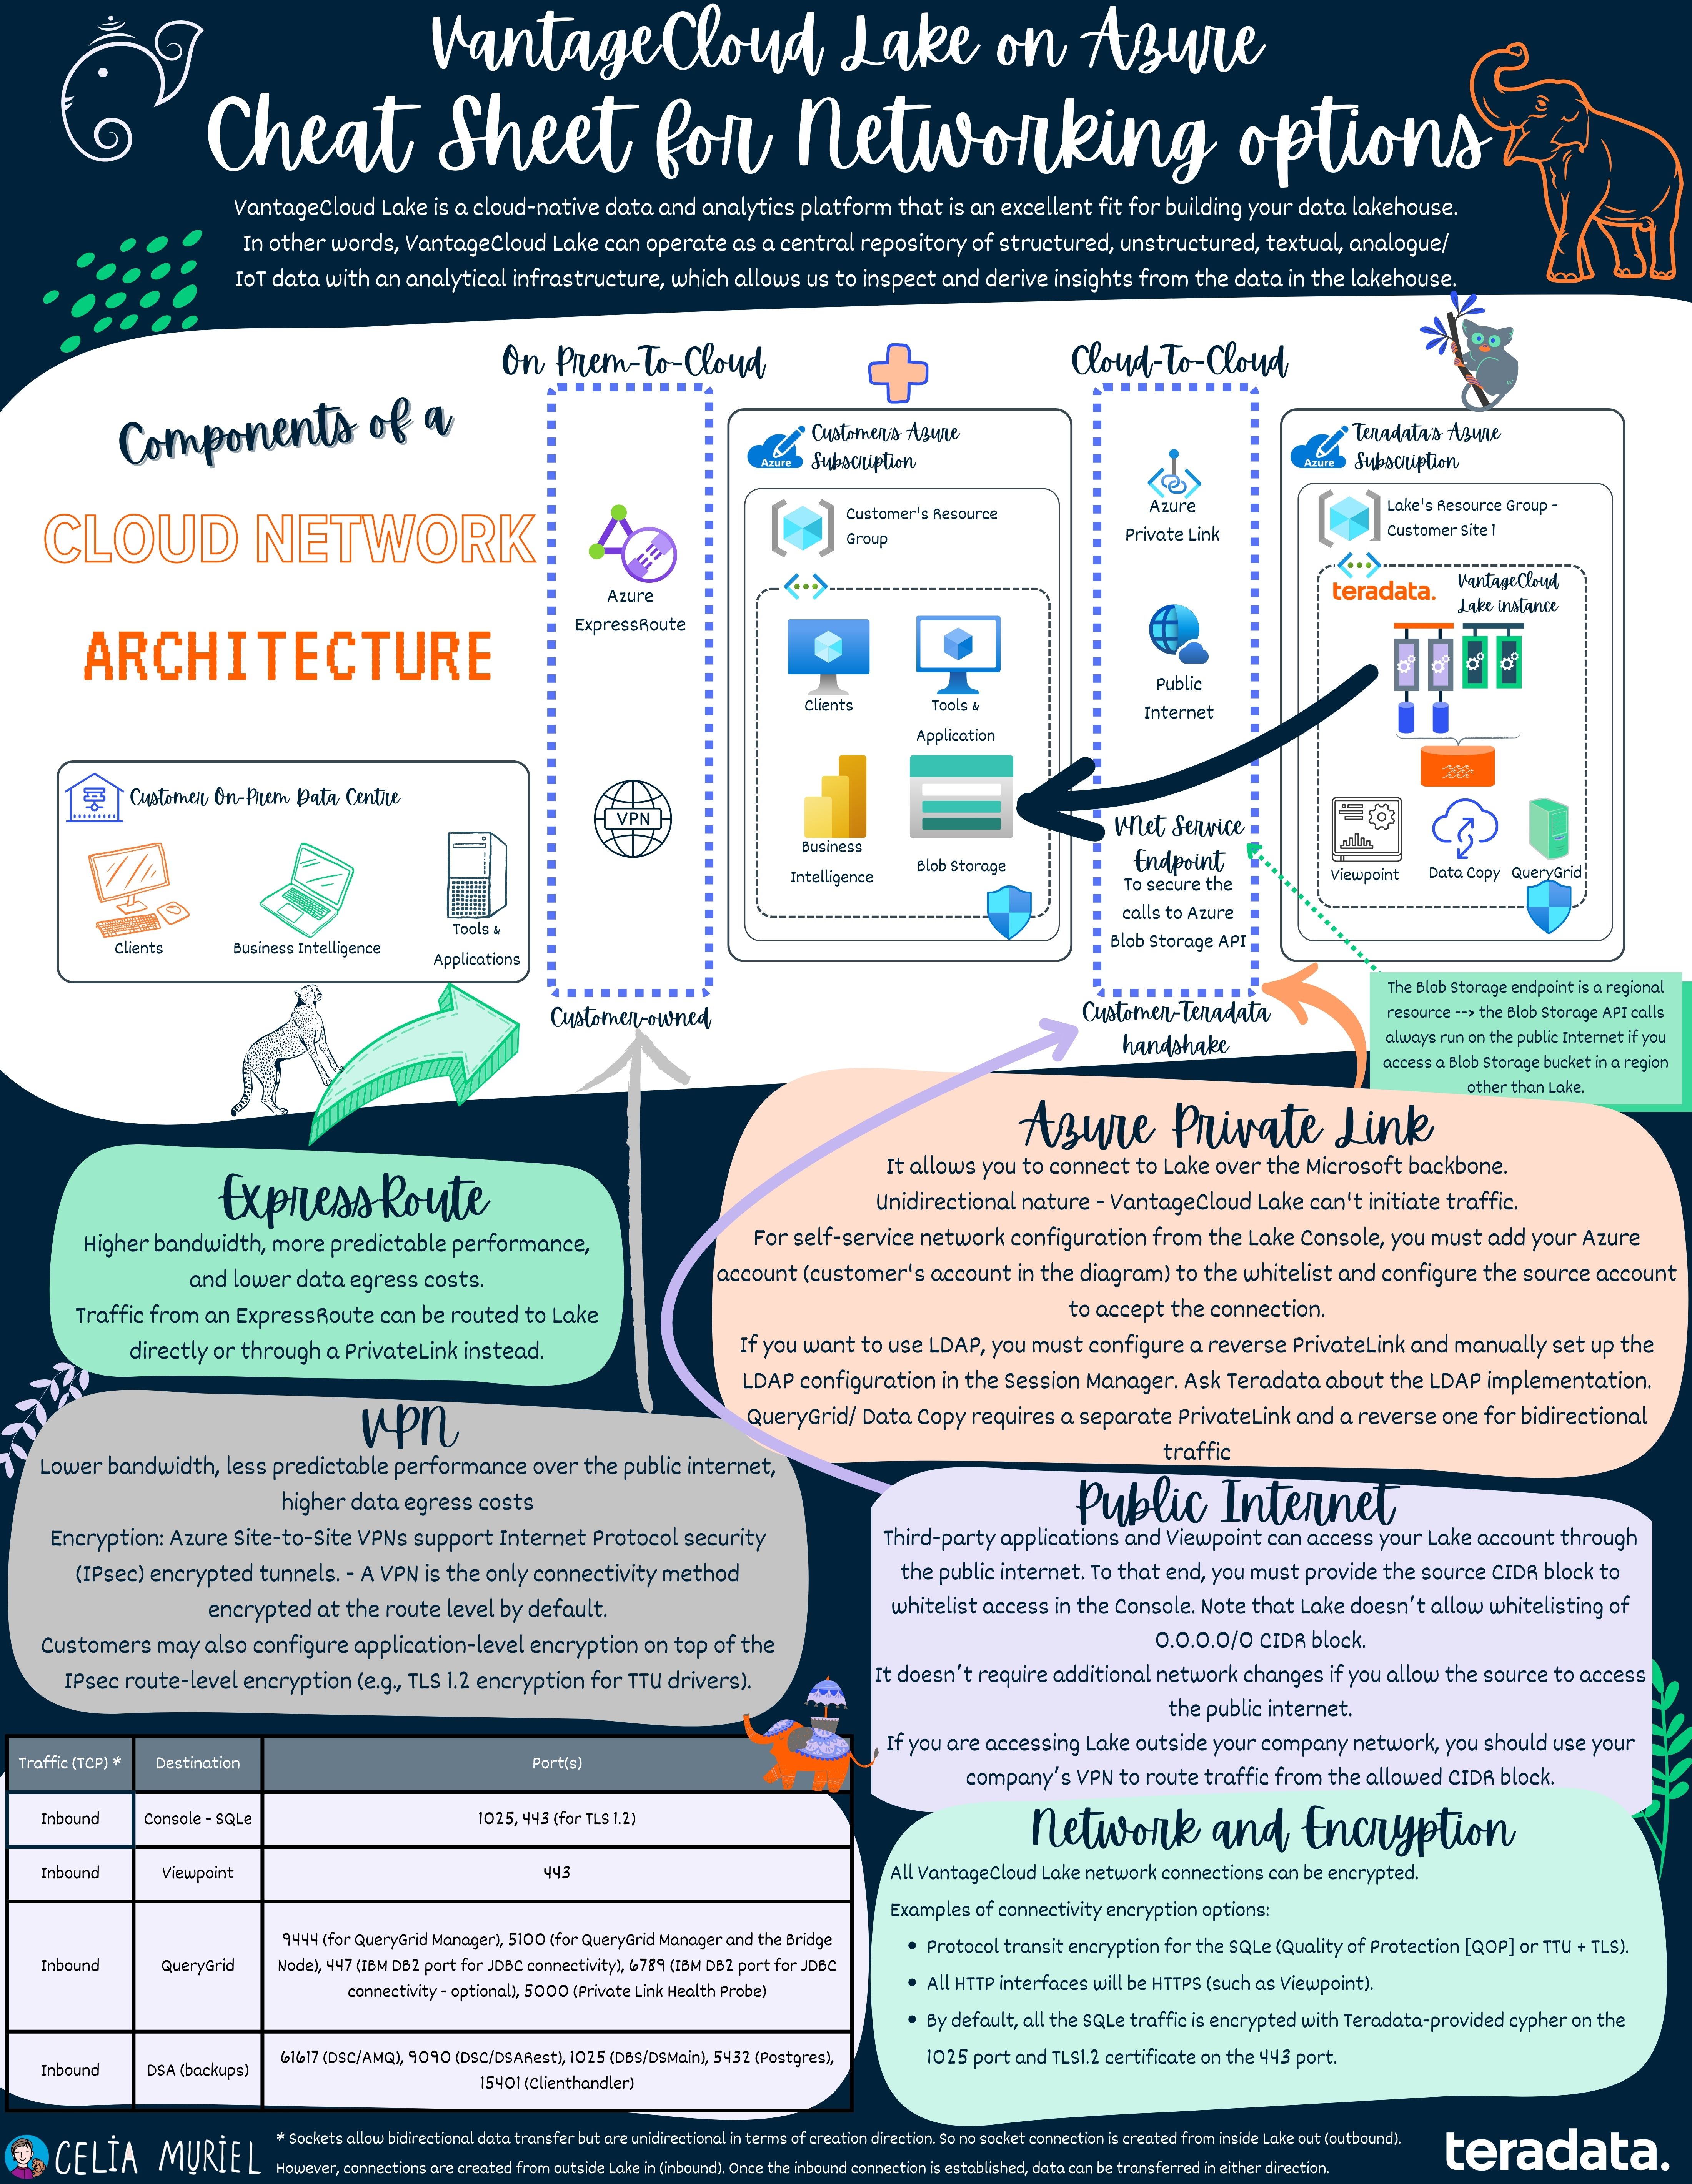 VantageCloud Lake on Azure
Cheat Sheet for Networking options
VantageCloud Lake is a cloud-native data and analytics platform that is an excellent fit for building your data lakehouse.
In other words, VantageCloud Lake can operate as a central repository of structured, unstructured, textual, analogue/
IoT data with an analytical infrastructure, which allows us to inspect and derive insights from the data in the lakehouse.
Components of a
CLOUD NETWORK
ARCHITECTURE
Customer On-Prem Data Centre
Clients
Business Intelligence
Tools &
Applications
On Prem-To-Cloud
Azure
ExpressRoute
VPN
Customer-owned
Azure
Customer's Azure
Subscription
Customer's Resource
Group
Clients
Tools &
Application
Business
Intelligence
Blob Storage
Cloud-To-Cloud
Azure
Private Link
Public
Internet
VNet Service
Endpoint
To secure the
calls to Azure
Blob Storage API
Customer-Teradata
handshake
Azure
Teradata's Azure
Subscription
Lake's Resource Group -
Customer Site 1
teradata.
VantageCloud
Lake instance
Viewpoint
Data Copy
QueryGrid
The Blob Storage endpoint is a regional
resource --> the Blob Storage API calls
always run on the public Internet if you
access a Blob Storage bucket in a region
other than Lake.
ExpressRoute
Higher bandwidth, more predictable performance,
and lower data egress costs.
Traffic from an ExpressRoute can be routed to Lake
directly or through a PrivateLink instead.
Azure Private Link
It allows you to connect to Lake over the Microsoft backbone.
Unidirectional nature - VantageCloud Lake can't initiate traffic.
For self-service network configuration from the Lake Console, you must add your Azure
account (customer's account in the diagram) to the whitelist and configure the source account
to accept the connection.
If you want to use LDAP, you must configure a reverse PrivateLink and manually set up the
LDAP configuration in the Session Manager. Ask Teradata about the LDAP implementation.
QueryGrid/ Data Copy requires a separate PrivateLink and a reverse one for bidirectional
traffic
VPN
Lower bandwidth, less predictable performance over the public internet,
higher data egress costs
Encryption: Azure Site-to-Site VPNs support Internet Protocol security
(IPsec) encrypted tunnels. - A VPN is the only connectivity method
encrypted at the route level by default.
Customers may also configure application-level encryption on top of the
IPsec route-level encryption (e.g., TLS 1.2 encryption for TTU drivers).
Public Internet
Third-party applications and Viewpoint can access your Lake account through
the public internet. To that end, you must provide the source CIDR block to
whitelist access in the Console. Note that Lake doesn't allow whitelisting of
0.0.0.0/0 CIDR block.
It doesn't require additional network changes if you allow the source to access
the public internet.
If you are accessing Lake outside your company network, you should use your
company's VPN to route traffic from the allowed CIDR block.
Traffic (TCP) * Destination Port(s)
Inbound Console - SQLe 1025, 443 (for TLS 1.2)
Inbound Viewpoint 443
Inbound QueryGrid 9444 (for QueryGrid Manager), 5100 (for QueryGrid Manager and the Bridge
Node), 447 (IBM DB2 port for JDBC connectivity), 6789 (IBM DB2 port for JDBC
connectivity - optional), 5000 (Private Link Health Probe)
Inbound DSA (backups) 61617 (DSC/AMQ), 9090 (DSC/DSARest), 1025 (DBS/DSMain), 5432 (Postgres),
15401 (Clienthandler)
Network and Encryption
All VantageCloud Lake network connections can be encrypted.
Examples of connectivity encryption options:
• Protocol transit encryption for the SQLe (Quality of Protection [QOP] or TTU + TLS).
• All HTTP interfaces will be HTTPS (such as Viewpoint).
• By default, all the SQLe traffic is encrypted with Teradata-provided cypher on the
1025 port and TLS1.2 certificate on the 443 port.
CELIA MURIEL
* Sockets allow bidirectional data transfer but are unidirectional in terms of creation direction. So no socket connection is created from inside Lake out (outbound).
However, connections are created from outside Lake in (inbound). Once the inbound connection is established, data can be transferred in either direction.
teradata.